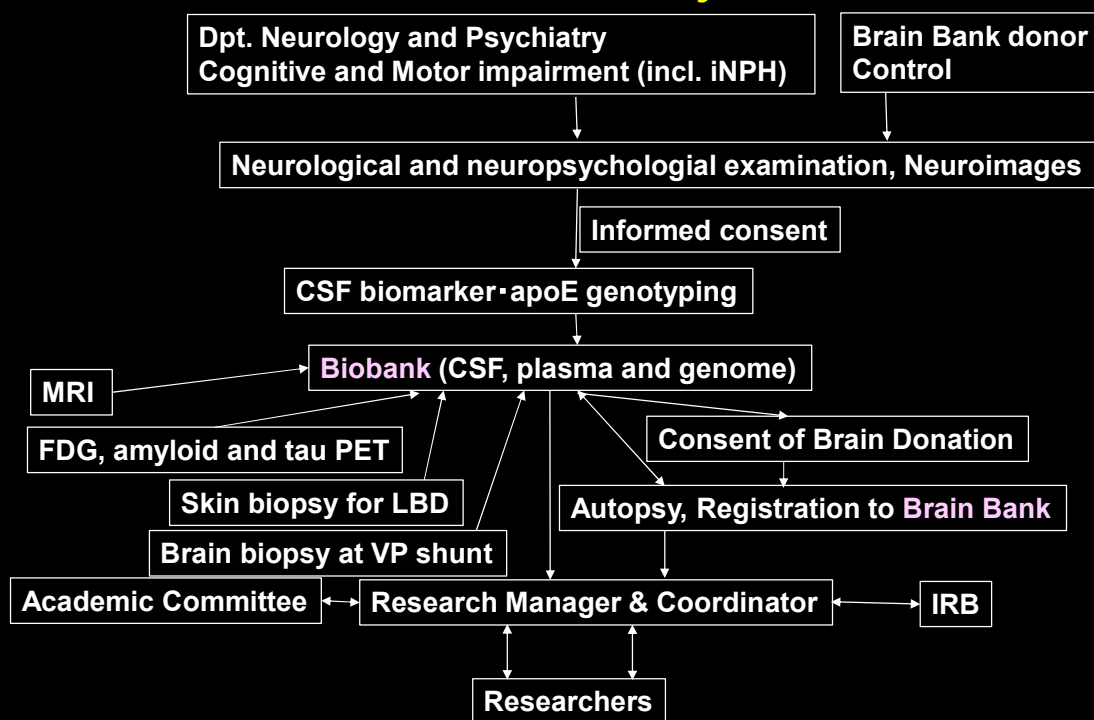 Dpt. Neurology and Psychiatry
Cognitive and Motor impairment (incl. iNPH)
Brain Bank donor
Control
Neurological and neuropsychologial examination, Neuroimages
Informed consent
CSF biomarker・apoE genotyping
Biobank (CSF, plasma and genome)
MRI
FDG, amyloid and tau PET
Consent of Brain Donation
Skin biopsy for LBD
Autopsy, Registration to Brain Bank
Brain biopsy at VP shunt
Academic Committee
Research Manager & Coordinator
IRB
Researchers